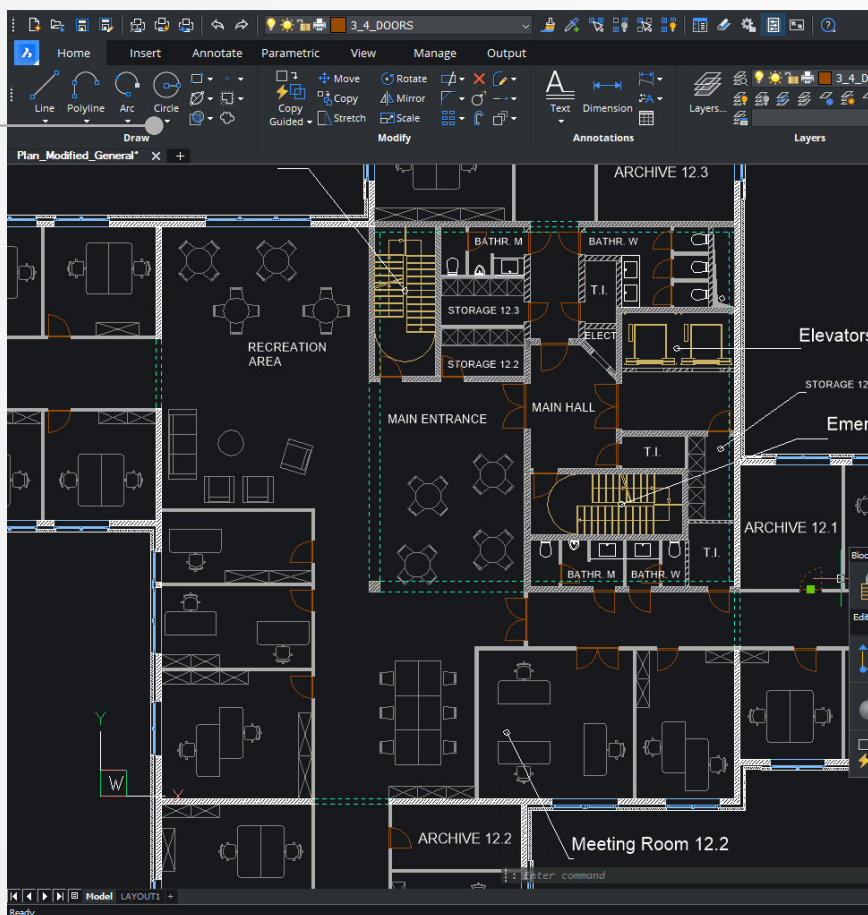 3_4_DOORS
Home Insert Annotate Parametric View Manage Output
Line Polyline Arc Circle
Copy
Guided
Move Rotate
Copy Mirror
Stretch Scale
Text Dimension
Layers...
3_4_D
Draw Modify Annotations Layers
Plan_Modified_General*
ARCHIVE 12.3
BATHR. M BATHR. W
T.I.
STORAGE 12.3
ELECT
Elevators
RECREATION
AREA
STORAGE 12.2
STORAGE 12
MAIN ENTRANCE
MAIN HALL
Emer
T.I.
ARCHIVE 12.1
T.I.
BATHR. M BATHR. W
Bloc
Edit
Y
W
X
ARCHIVE 12.2
Meeting Room 12.2
: Enter command
Model LAYOUT1 +
Ready